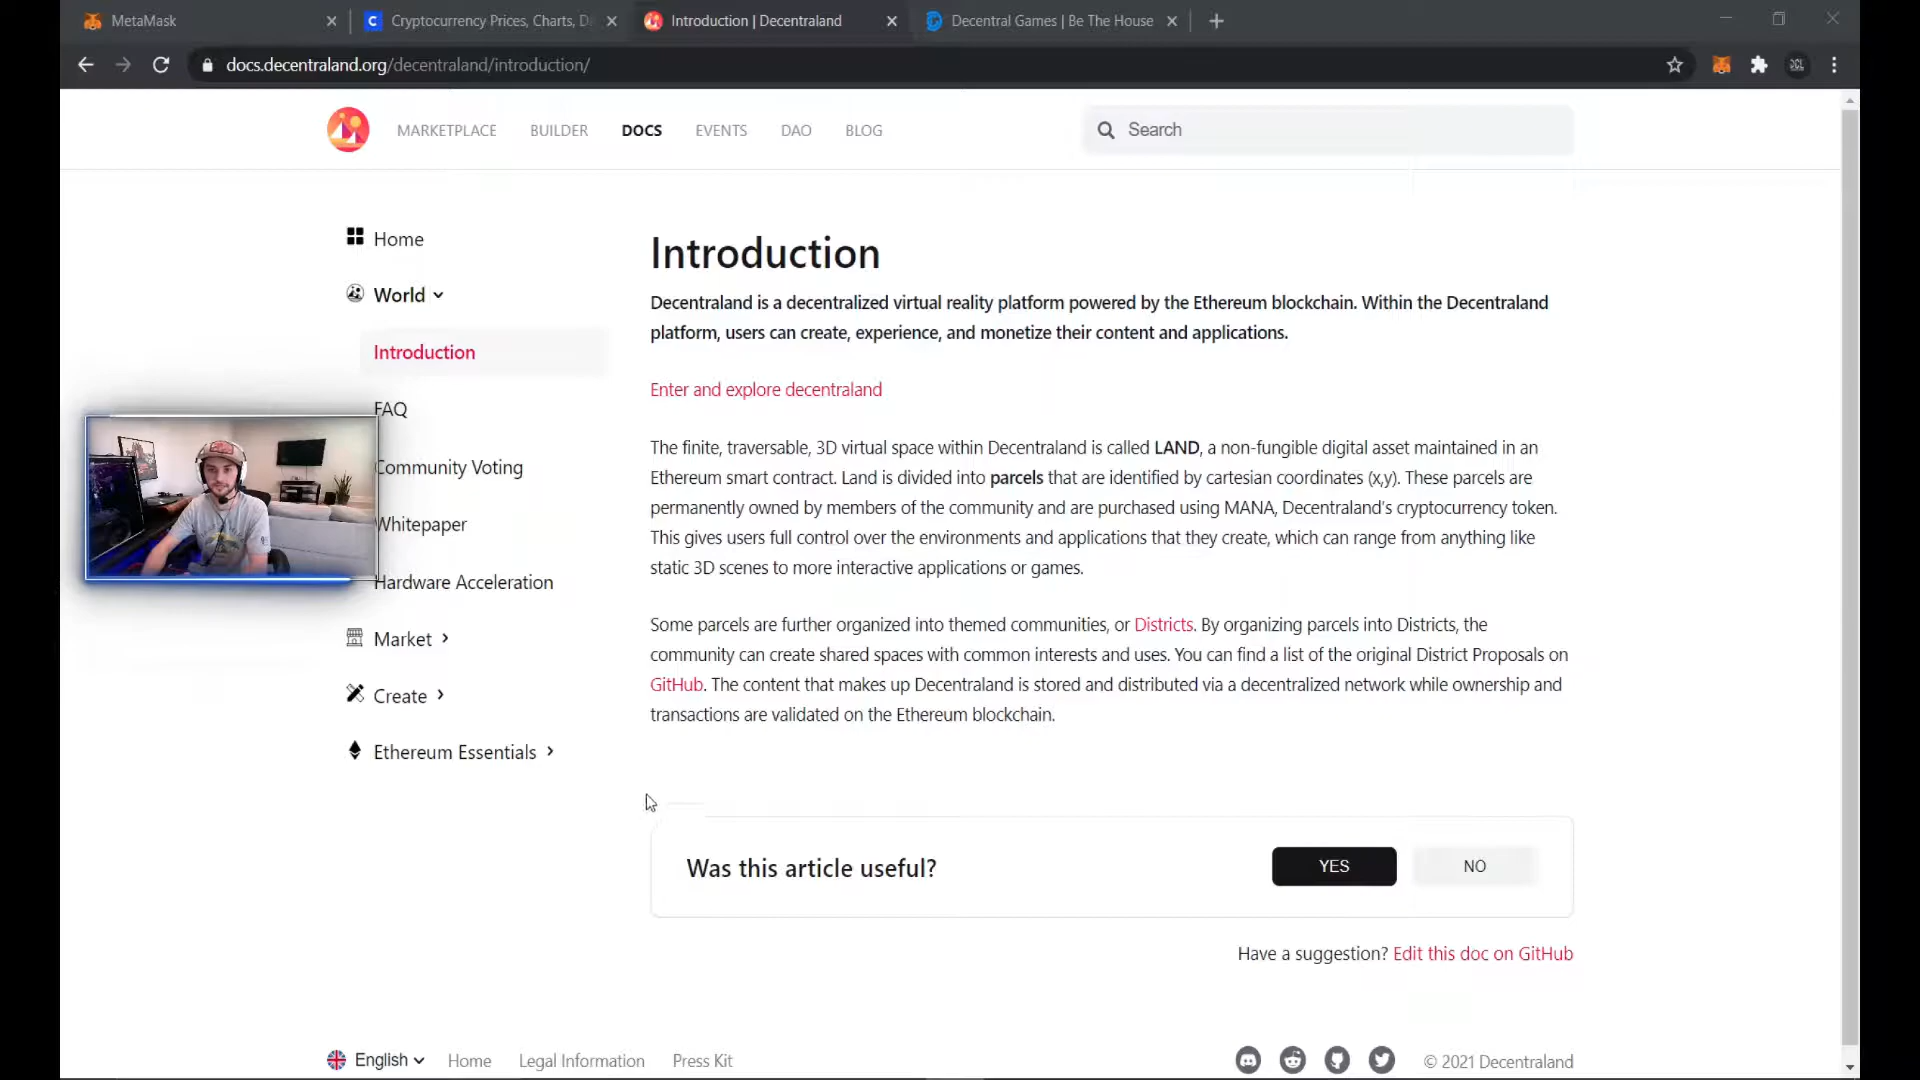 MetaMask
Cryptocurrency Prices, Charts, D
Introduction | Decentraland
Decentral Games | Be The House
docs.decentraland.org/decentraland/introduction/
DCL
MARKETPLACE
BUILDER
DOCS
EVENTS
DAO
BLOG
Search
Home
World
Introduction
FAQ
Community Voting
Whitepaper
Hardware Acceleration
Market
Create
Ethereum Essentials
Introduction
Decentraland is a decentralized virtual reality platform powered by the Ethereum blockchain. Within the Decentraland
platform, users can create, experience, and monetize their content and applications.
Enter and explore decentraland
The finite, traversable, 3D virtual space within Decentraland is called LAND, a non-fungible digital asset maintained in an
Ethereum smart contract. Land is divided into parcels that are identified by cartesian coordinates (x,y). These parcels are
permanently owned by members of the community and are purchased using MANA, Decentraland's cryptocurrency token.
This gives users full control over the environments and applications that they create, which can range from anything like
static 3D scenes to more interactive applications or games.
Some parcels are further organized into themed communities, or Districts. By organizing parcels into Districts, the
community can create shared spaces with common interests and uses. You can find a list of the original District Proposals on
GitHub. The content that makes up Decentraland is stored and distributed via a decentralized network while ownership and
transactions are validated on the Ethereum blockchain.
Was this article useful?
YES
NO
Have a suggestion? Edit this doc on GitHub
English
Home
Legal Information
Press Kit
© 2021 Decentraland